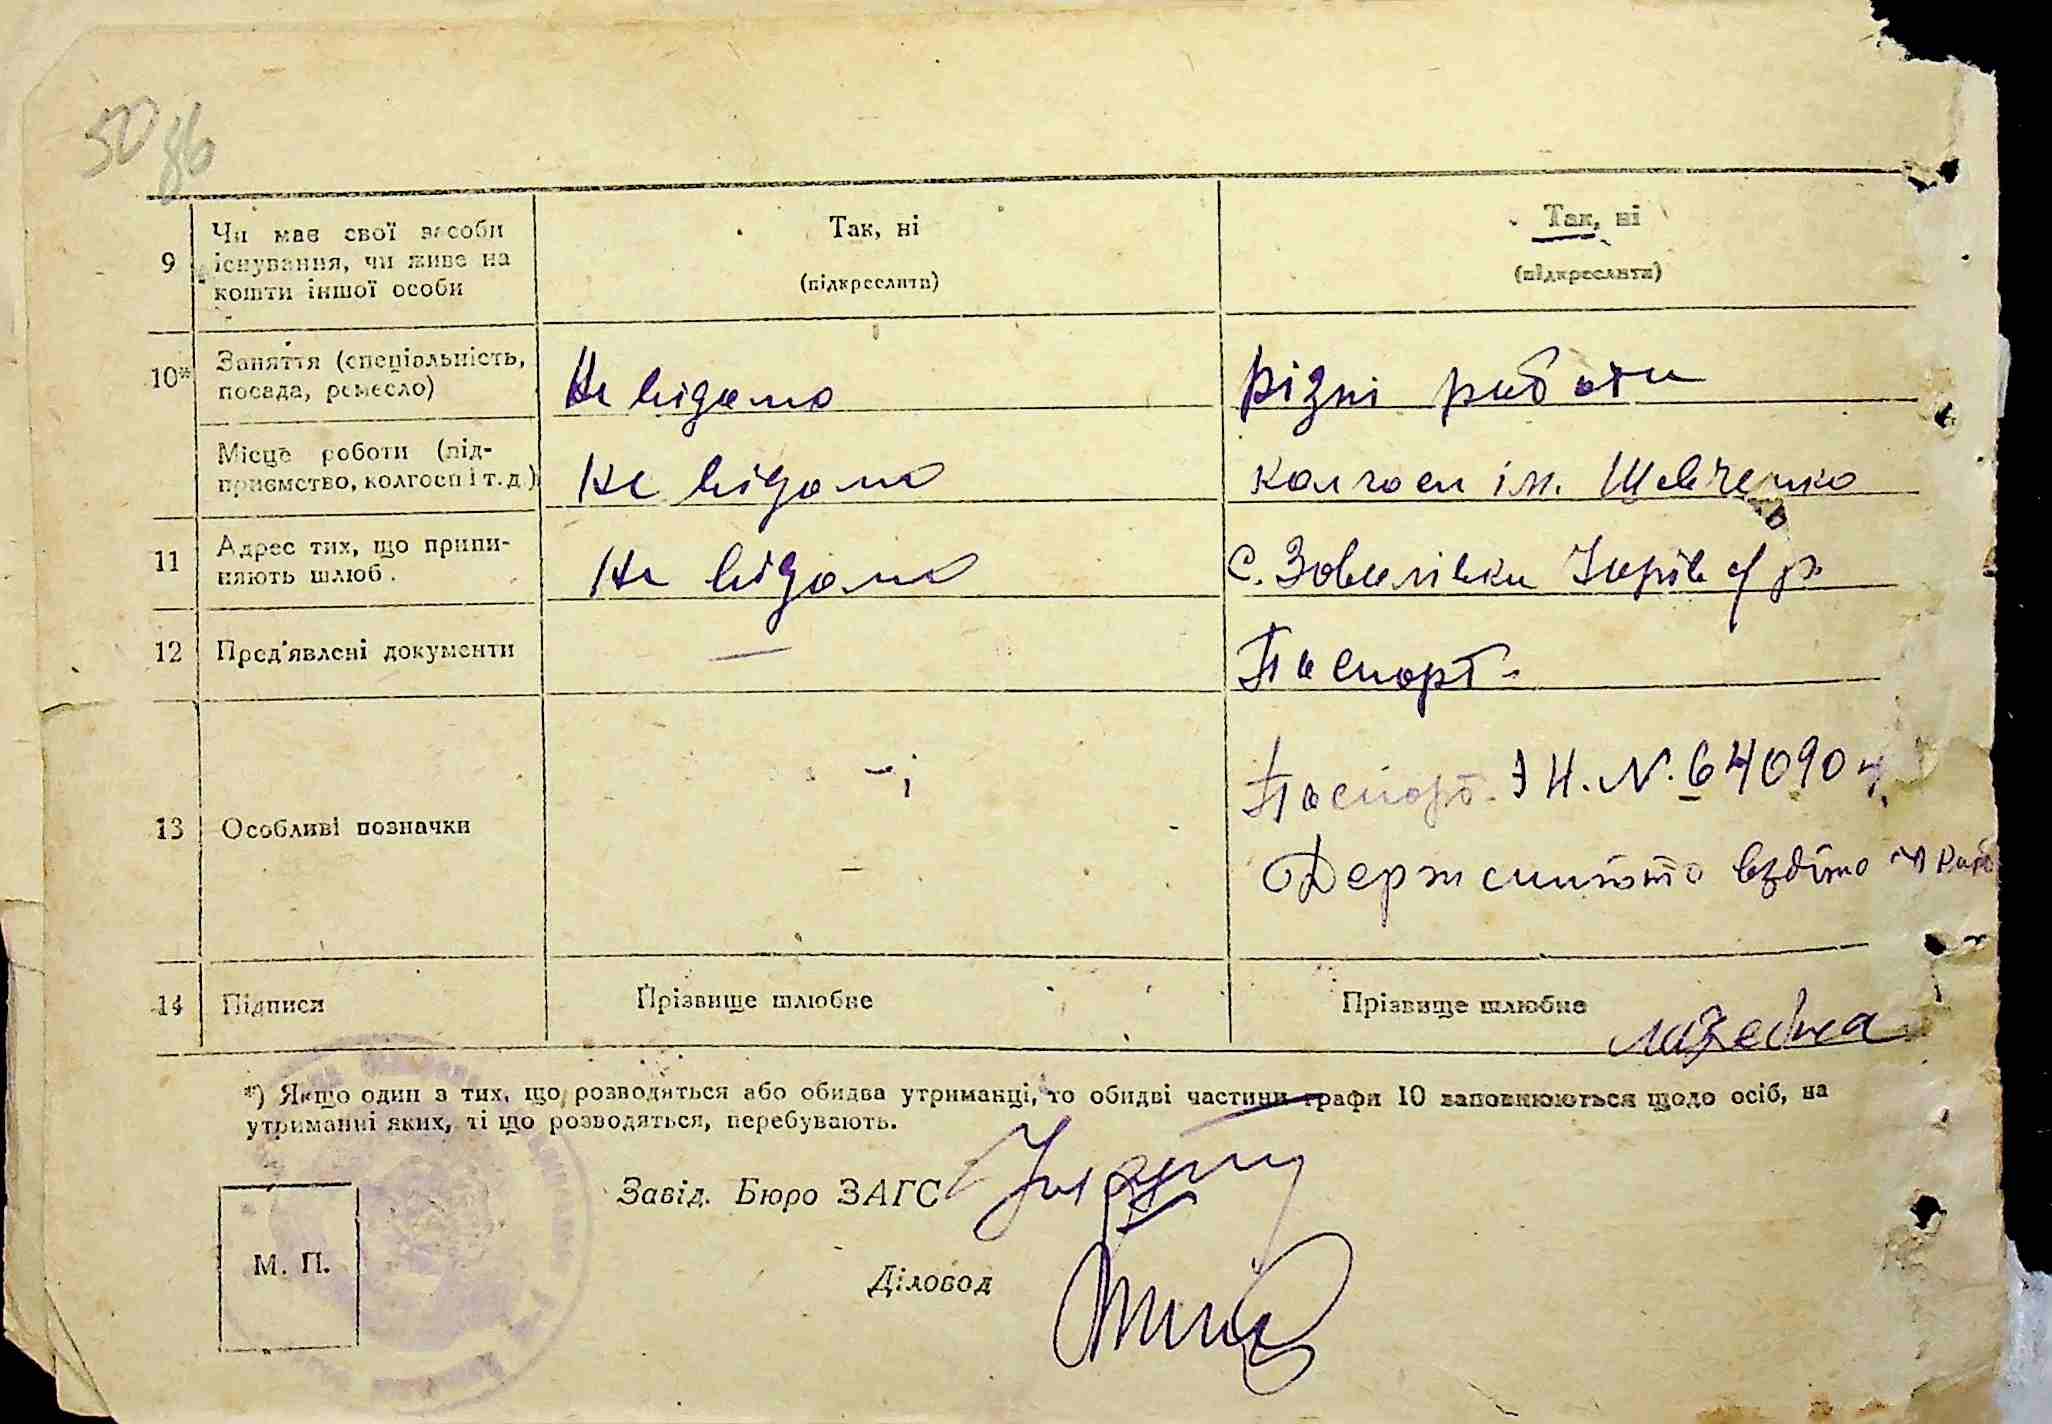 50
86
9 Чи має свої засоби існування, чи живе на кошти іншої особи
Так, ні
(підкреслити)
Так, ні
(підкреслити)
10* Заняття (спеціальність, посада, ремесло)
Не відомо
Різні роботи
Місце роботи (підприємство, колгосп і т. д.)
Не відомо
колгосп ім. Шевченко
11 Адрес тих, що припиняють шлюб.
Не відомо
с. Зовилівки
12 Пред'явлені документи
—
Паспорт
13 Особливі позначки
Паспорт. Н. N. 640904
Держ взято
14 Підписи
Прізвище шлюбне
Прізвище шлюбне
*) Якщо один з тих, що розводяться або обидва утриманці, то обидві частини графи 10 заповнюються щодо осіб, на
утриманні яких, ті що розводяться, перебувають.
Завід. Бюро ЗАГС
М. П.
Діловод